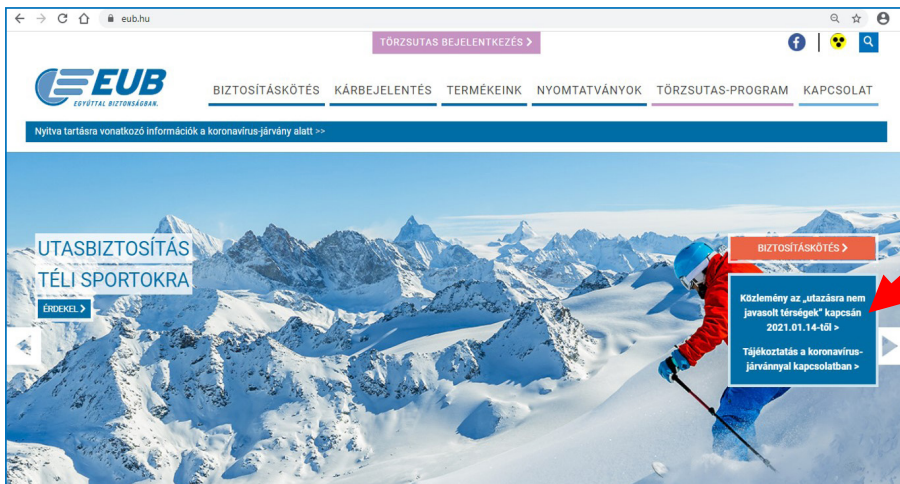 eub.hu
TÖRZSUTAS BEJELENTKEZÉS >
EUB
EGYÜTTAL BIZTONSÁGBAN.
BIZTOSÍTÁSKÖTÉS KÁRBEJELENTÉS TERMÉKEINK NYOMTATVÁNYOK TÖRZSUTAS-PROGRAM KAPCSOLAT
Nyitva tartásra vonatkozó információk a koronavírus-járvány alatt >>
UTASBIZTOSÍTÁS
TÉLI SPORTOKRA
ÉRDEKEL >
BIZTOSÍTÁSKÖTÉS >
Közlemény az „utazásra nem
javasolt térségek” kapcsán
2021.01.14-től >
Tájékoztatás a koronavírus-
járvánnyal kapcsolatban >